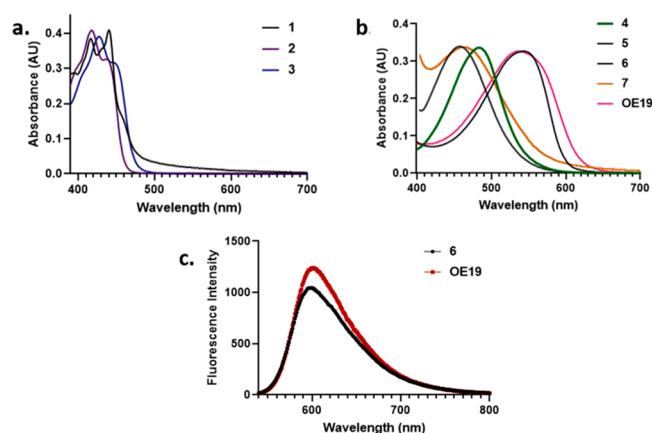 a.
0.4
0.3
0.2
0.1
0.0
400 500 600 700
Absorbance (AU)
Wavelength (nm)
1
2
3
b.
0.4
0.3
0.2
0.1
0.0
400 500 600 700
Absorbance (AU)
Wavelength (nm)
4
5
6
7
OE19
c.
1500
1000
500
0
600 700 800
Fluorescence Intensity
Wavelength (nm)
6
OE19